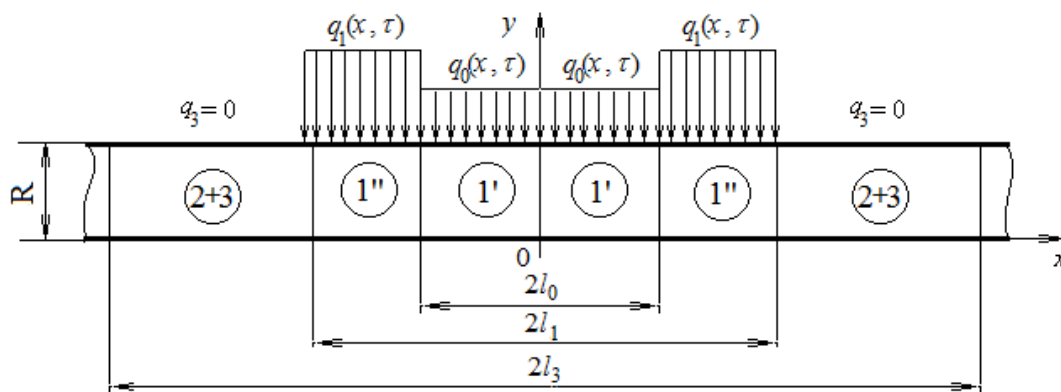 q₁(x, τ) y q₁(x, τ)
q₀(x, τ) q₀(x, τ)
q₃= 0 q₃= 0
R 2+3 1" 1' 1' 1" 2+3
0 x
2l₀
2l₁
2l₃